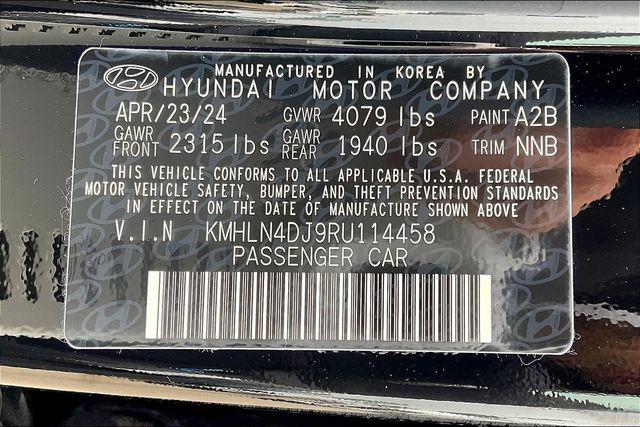 MANUFACTURED IN KOREA BY
HYUNDAI MOTOR COMPANY
APR/23/24 GVWR 4079 lbs PAINT A2B
GAWR FRONT 2315 lbs GAWR REAR 1940 lbs TRIM NNB
THIS VEHICLE CONFORMS TO ALL APPLICABLE U.S.A. FEDERAL
MOTOR VEHICLE SAFETY, BUMPER, AND THEFT PREVENTION STANDARDS
IN EFFECT ON THE DATE OF MANUFACTURE SHOWN ABOVE
V.I.N KMHLN4DJ9RU114458
PASSENGER CAR